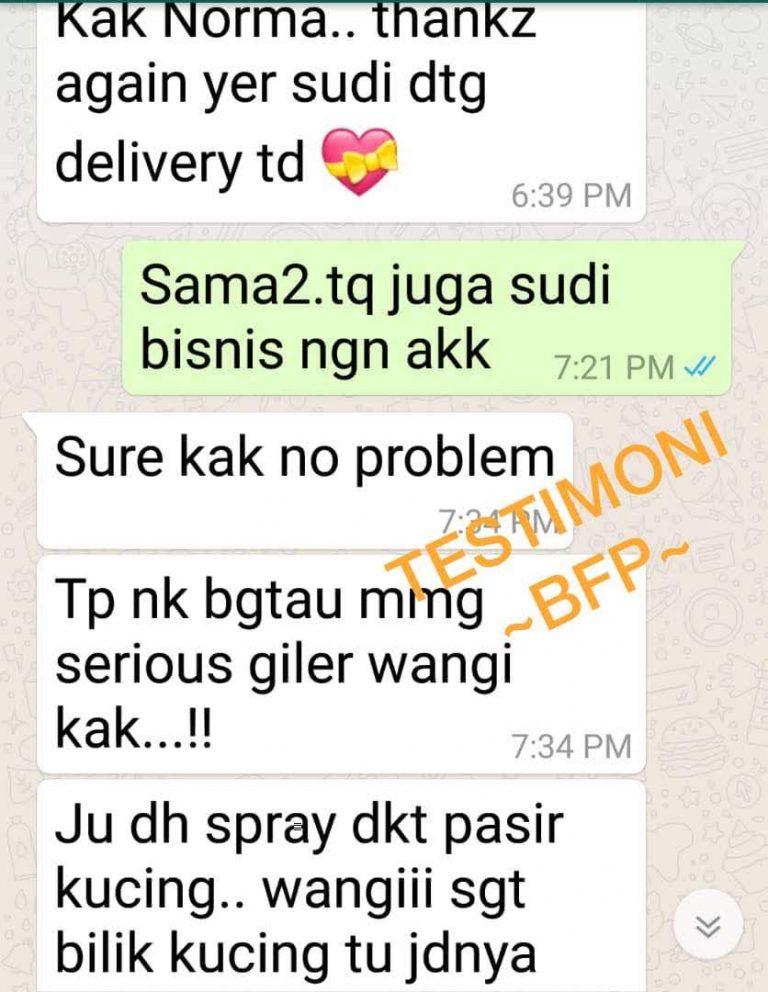 Kak Norma.. thankz
again yer sudi dtg
delivery td 💝
6:39 PM
Sama2.tq juga sudi
bisnis ngn akk
7:21 PM
Sure kak no problem
7:34 PM
TESTIMONI
~BFP~
Tp nk bgtau mmg
serious giler wangi
kak...!!
7:34 PM
Ju dh spray dkt pasir
kucing.. wangiii sgt
bilik kucing tu jdnya